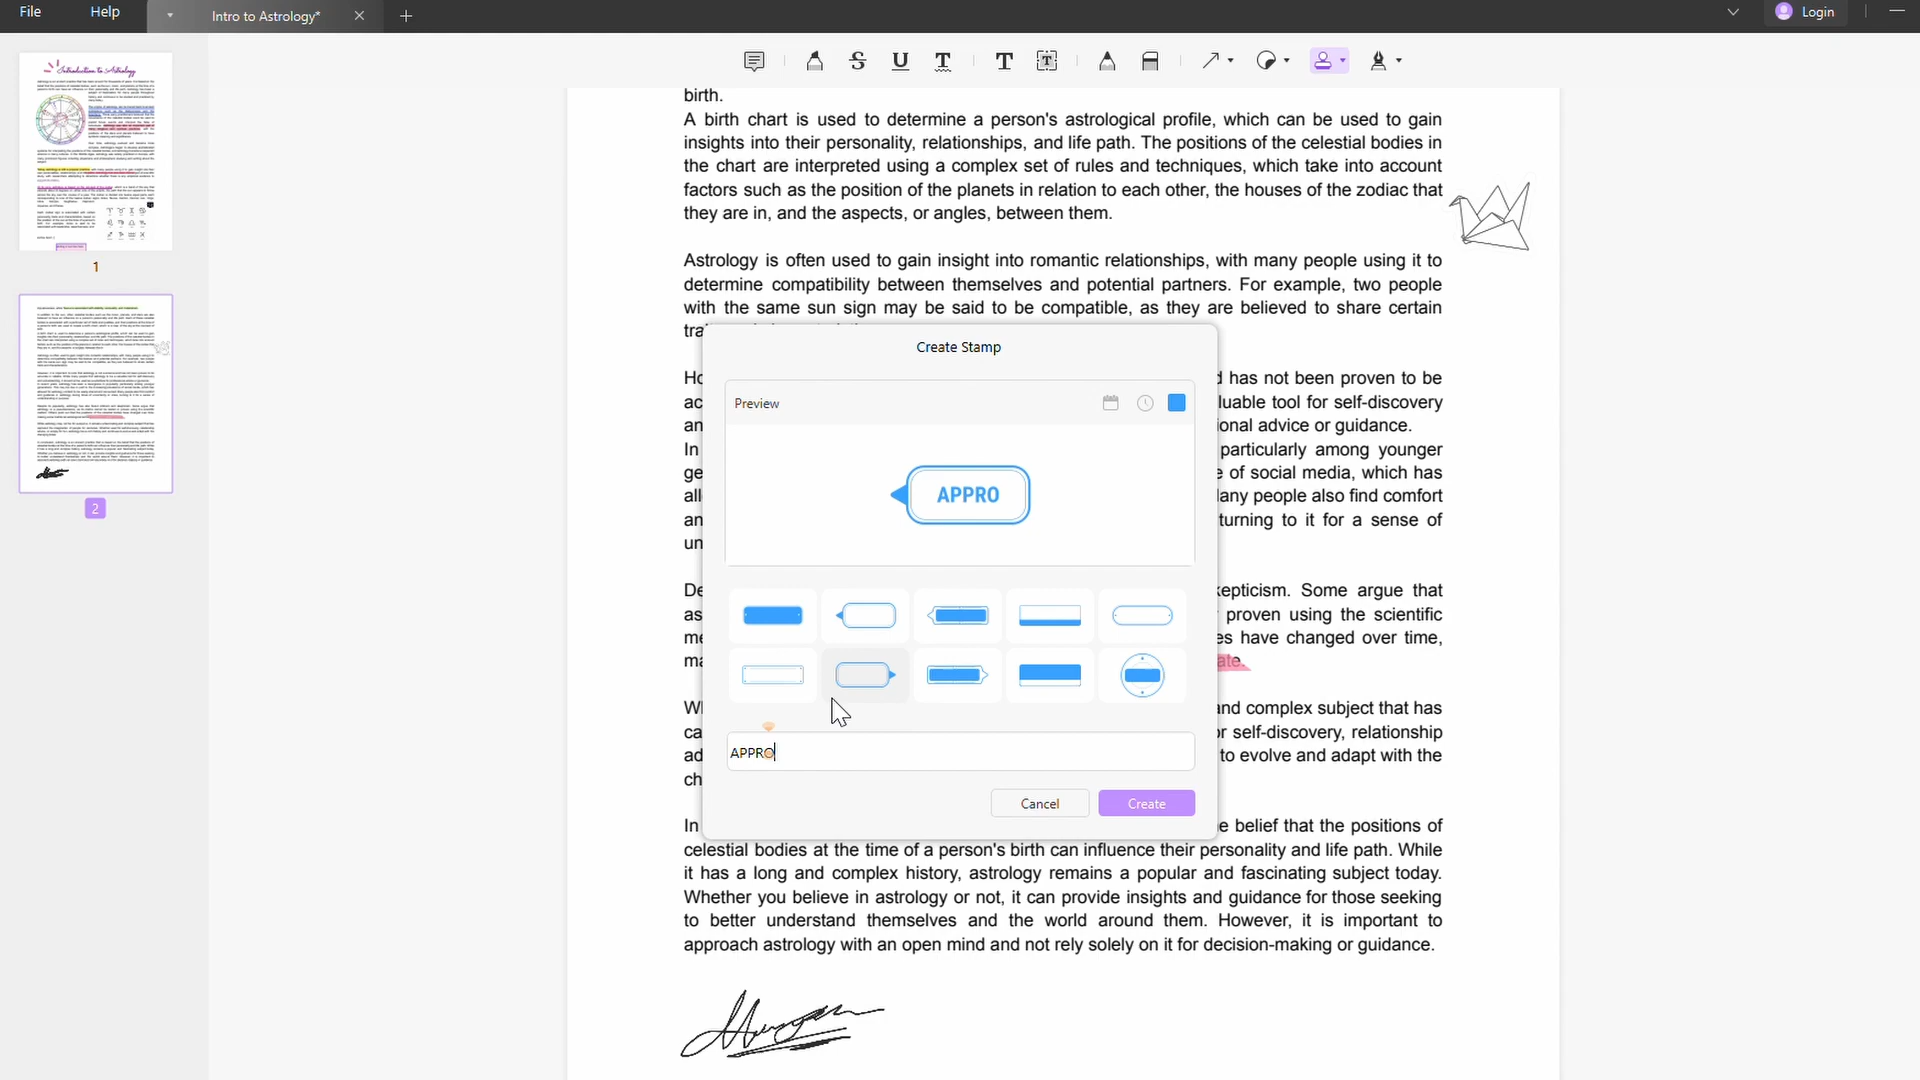 File Help Intro to Astrology* Login
Introduction to Astrology
1
2
birth.
A birth chart is used to determine a person's astrological profile, which can be used to gain
insights into their personality, relationships, and life path. The positions of the celestial bodies in
the chart are interpreted using a complex set of rules and techniques, which take into account
factors such as the position of the planets in relation to each other, the houses of the zodiac that
they are in, and the aspects, or angles, between them.
Astrology is often used to gain insight into romantic relationships, with many people using it to
determine compatibility between themselves and potential partners. For example, two people
with the same sun sign may be said to be compatible, as they are believed to share certain
Create Stamp
Preview
APPRO
APPRO
Cancel Create
has not been proven to be
tool for self-discovery
advice or guidance.
In particularly among younger
of social media, which has
people also find comfort
turning to it for a sense of
Some argue that
proven using the scientific
have changed over time,
and complex subject that has
self-discovery, relationship
to evolve and adapt with the
In belief that the positions of
celestial bodies at the time of a person's birth can influence their personality and life path. While
it has a long and complex history, astrology remains a popular and fascinating subject today.
Whether you believe in astrology or not, it can provide insights and guidance for those seeking
to better understand themselves and the world around them. However, it is important to
approach astrology with an open mind and not rely solely on it for decision-making or guidance.